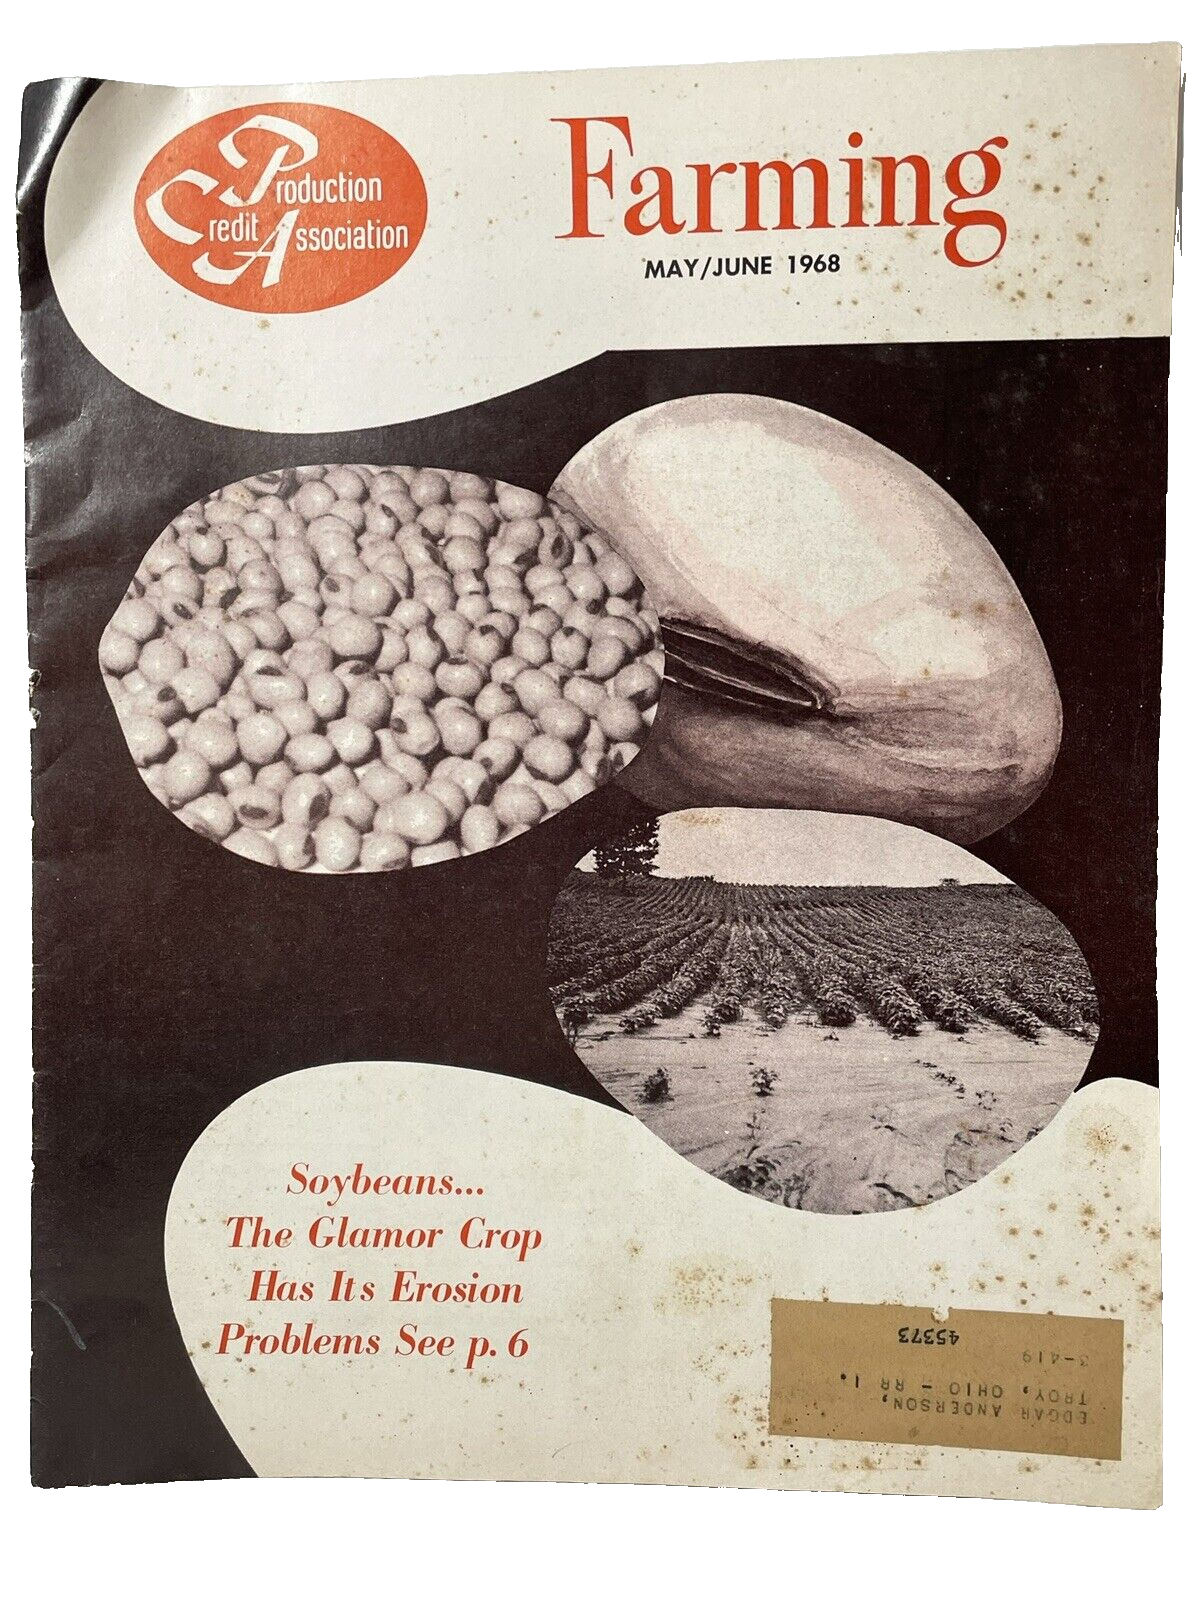 Production
Credit Association
Farming
MAY/JUNE 1968
Soybeans...
The Glamor Crop
Has Its Erosion
Problems See p. 6
EDGAR ANDERSON,
TROY, OHIO - RR 1.
3-419
45373